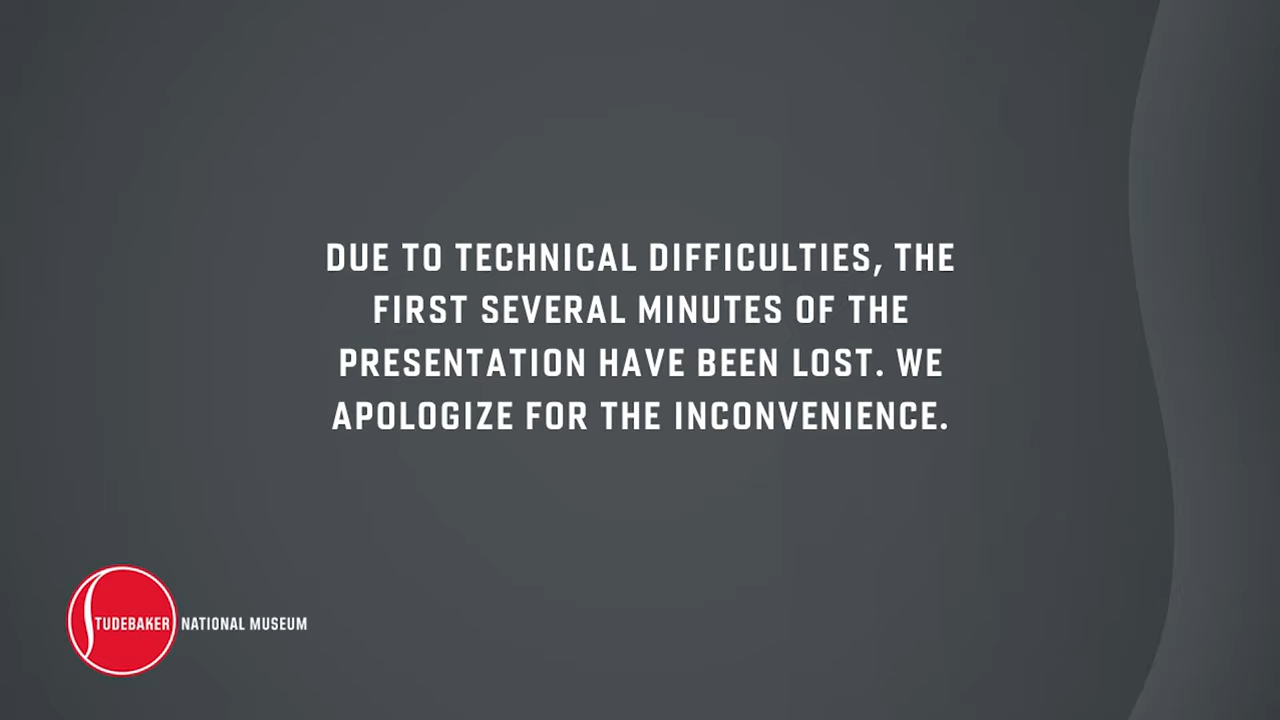 DUE TO TECHNICAL DIFFICULTIES, THE
FIRST SEVERAL MINUTES OF THE
PRESENTATION HAVE BEEN LOST. WE
APOLOGIZE FOR THE INCONVENIENCE.
STUDEBAKER NATIONAL MUSEUM